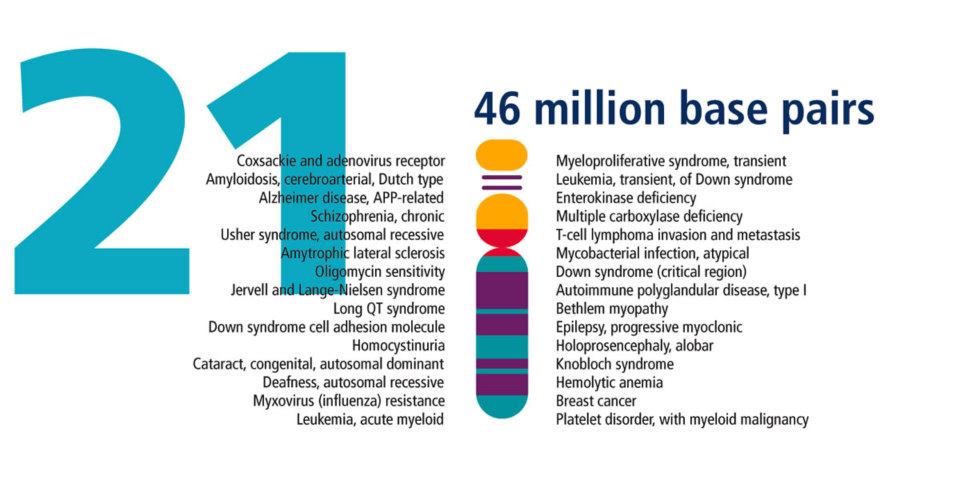 21
46 million base pairs
Coxsackie and adenovirus receptor
Amyloidosis, cerebroarterial, Dutch type
Alzheimer disease, APP-related
Schizophrenia, chronic
Usher syndrome, autosomal recessive
Amytrophic lateral sclerosis
Oligomycin sensitivity
Jervell and Lange-Nielsen syndrome
Long QT syndrome
Down syndrome cell adhesion molecule
Homocystinuria
Cataract, congenital, autosomal dominant
Deafness, autosomal recessive
Myxovirus (influenza) resistance
Leukemia, acute myeloid
Myeloproliferative syndrome, transient
Leukemia, transient, of Down syndrome
Enterokinase deficiency
Multiple carboxylase deficiency
T-cell lymphoma invasion and metastasis
Mycobacterial infection, atypical
Down syndrome (critical region)
Autoimmune polyglandular disease, type I
Bethlem myopathy
Epilepsy, progressive myoclonic
Holoprosencephaly, alobar
Knobloch syndrome
Hemolytic anemia
Breast cancer
Platelet disorder, with myeloid malignancy